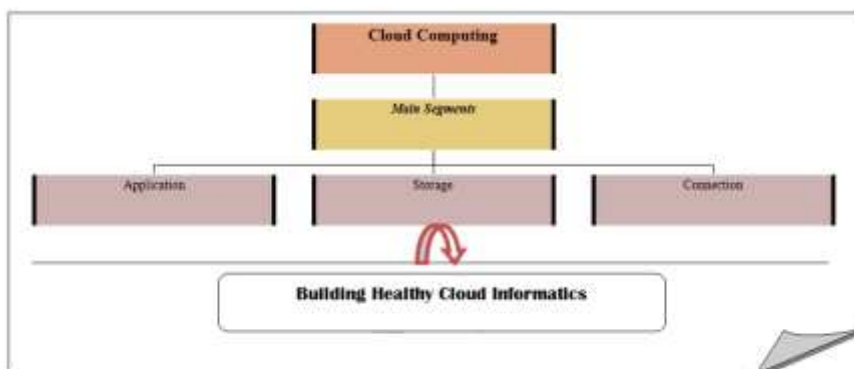 Cloud Computing
Main Segments
Application
Storage
Connection
Building Healthy Cloud Informatics